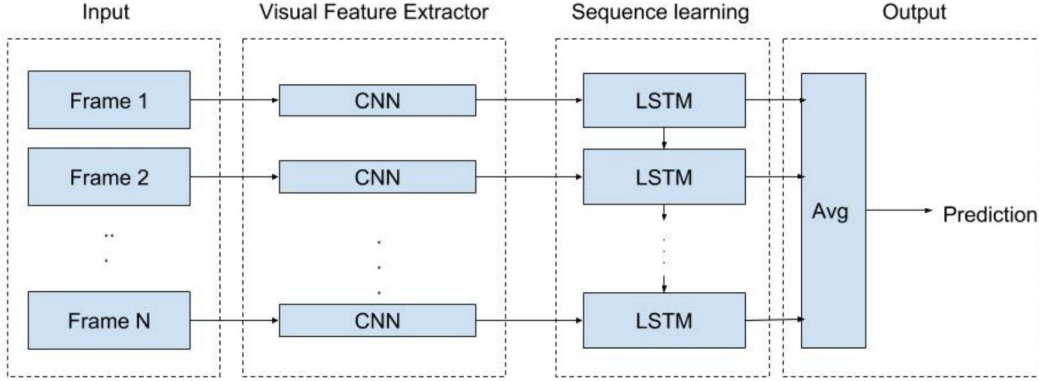 Input
Visual Feature Extractor
Sequence learning
Output
Frame 1
CNN
LSTM
Frame 2
CNN
LSTM
Avg
Prediction
Frame N
CNN
LSTM